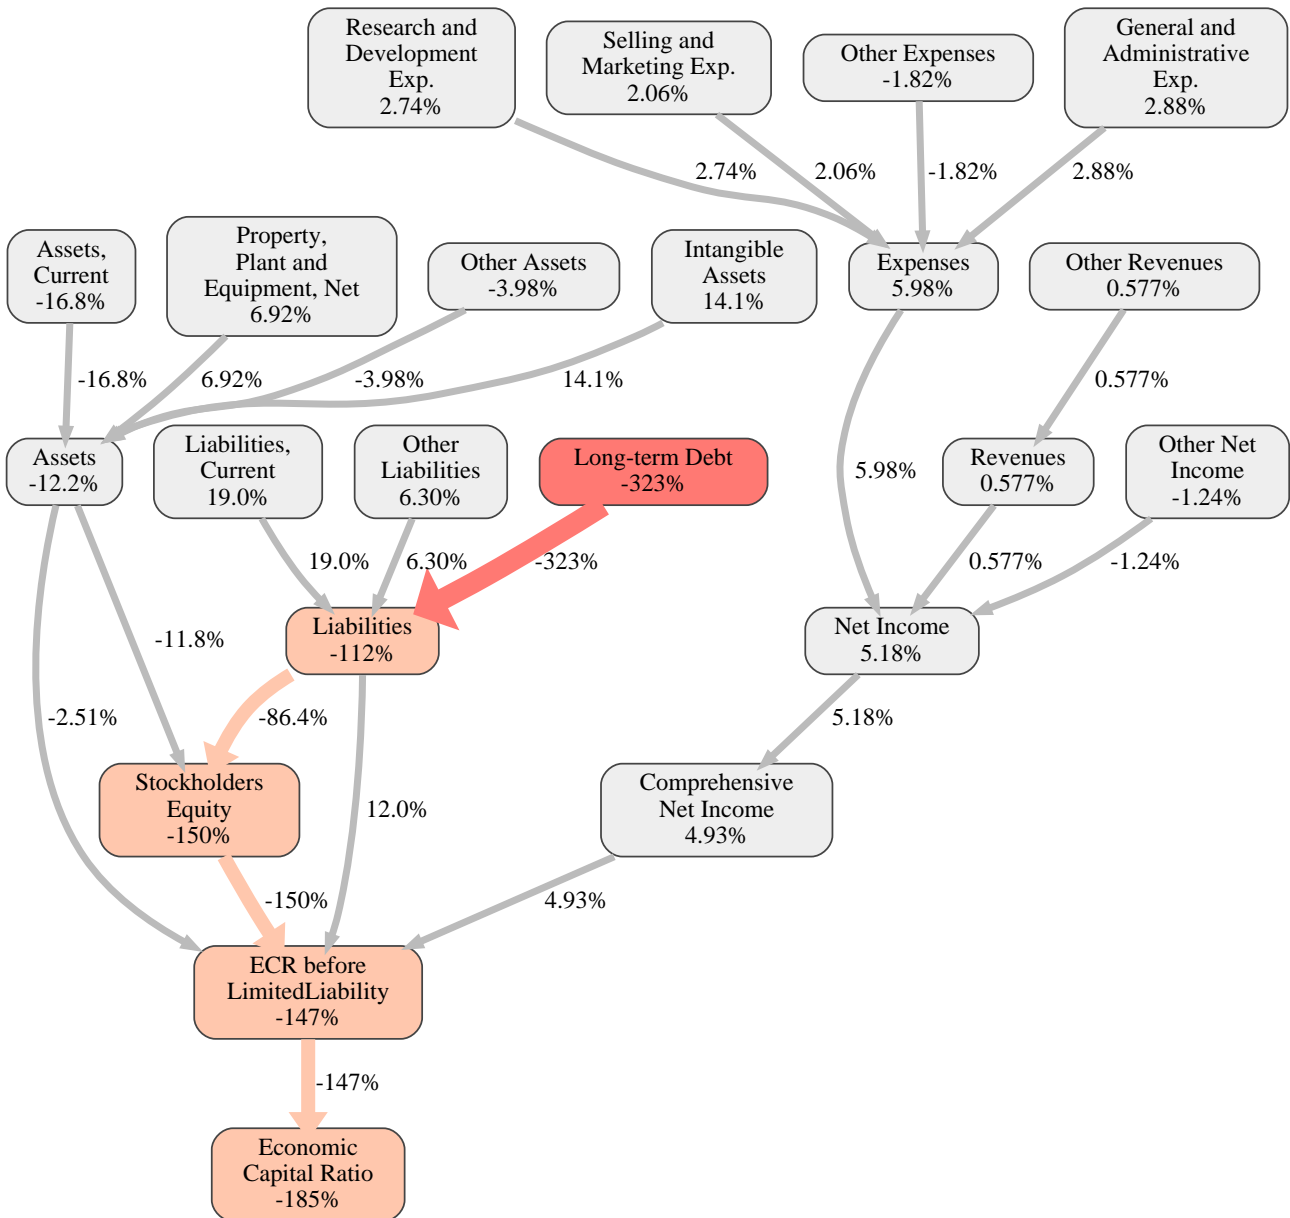 Research and
Development
Exp.
2.74%
Selling and
Marketing Exp.
2.06%
Other Expenses
-1.82%
General and
Administrative
Exp.
2.88%
2.74%
2.06%
-1.82%
2.88%
Assets,
Current
-16.8%
Property,
Plant and
Equipment, Net
6.92%
Other Assets
-3.98%
Intangible
Assets
14.1%
Expenses
5.98%
Other Revenues
0.577%
-16.8%
6.92%
-3.98%
14.1%
0.577%
Assets
-12.2%
Liabilities,
Current
19.0%
Other
Liabilities
6.30%
Long-term Debt
-323%
5.98%
Revenues
0.577%
Other Net
Income
-1.24%
19.0%
6.30%
-323%
0.577%
-1.24%
-11.8%
Liabilities
-112%
Net Income
5.18%
-2.51%
-86.4%
5.18%
Stockholders
Equity
-150%
12.0%
Comprehensive
Net Income
4.93%
-150%
4.93%
ECR before
LimitedLiability
-147%
-147%
Economic
Capital Ratio
-185%